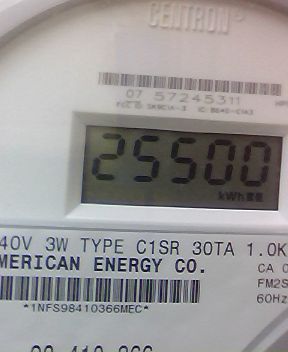 CENTRON
07 57245311
25500
kWh
40V 3W TYPE C1SR 30TA 1.0K
MERICAN ENERGY CO.
CA 0
FM2S
60Hz
*1NFS98410366MEC*